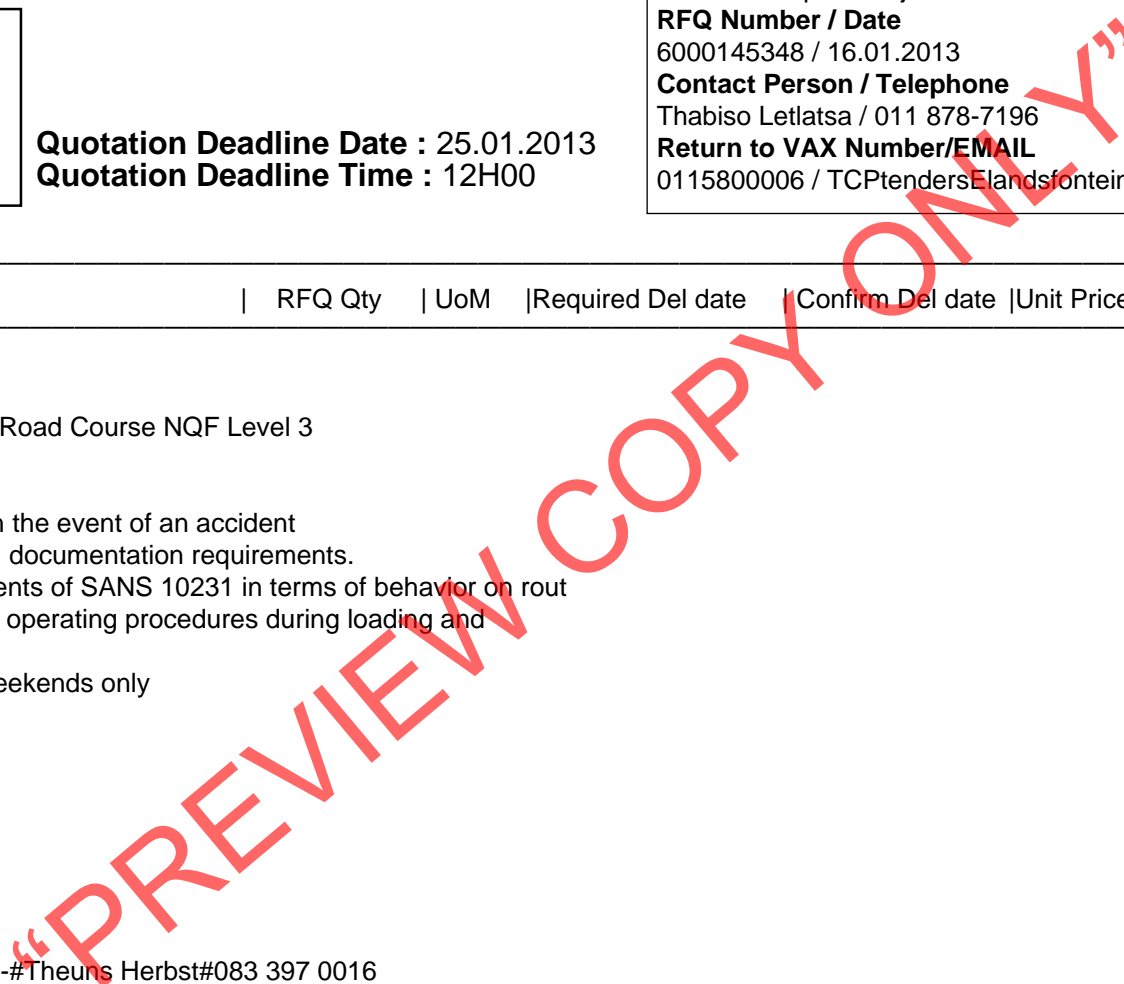 RFQ Number / Date
6000145348 / 16.01.2013
Contact Person / Telephone
Thabiso Letlatsa / 011 878-7196
Return to VAX Number/EMAIL
0115800006 / TCPtendersElandsfontein
Quotation Deadline Date : 25.01.2013
Quotation Deadline Time : 12H00
| RFQ Qty | UoM |Required Del date | Confirm Del date |Unit Price
Road Course NQF Level 3
the event of an accident
documentation requirements.
ents of SANS 10231 in terms of behavior on rout
operating procedures during loading and
eekends only
-#Theuns Herbst#083 397 0016
“PREVIEW COPY ONLY”